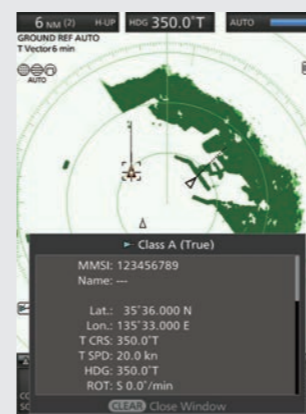 6 NM (2) H-UP HDG 350.0°T AUTO
GROUND REF AUTO
T Vector 6 min
AUTO
2
Class A (True)
MMSI: 123456789
Name: ---
Lat.: 35°36.000 N
Lon.: 135°33.000 E
T CRS: 350.0°T
T SPD: 20.0 kn
HDG: 350.0°T
ROT: S 0.0°/min
CLEAR Close Window